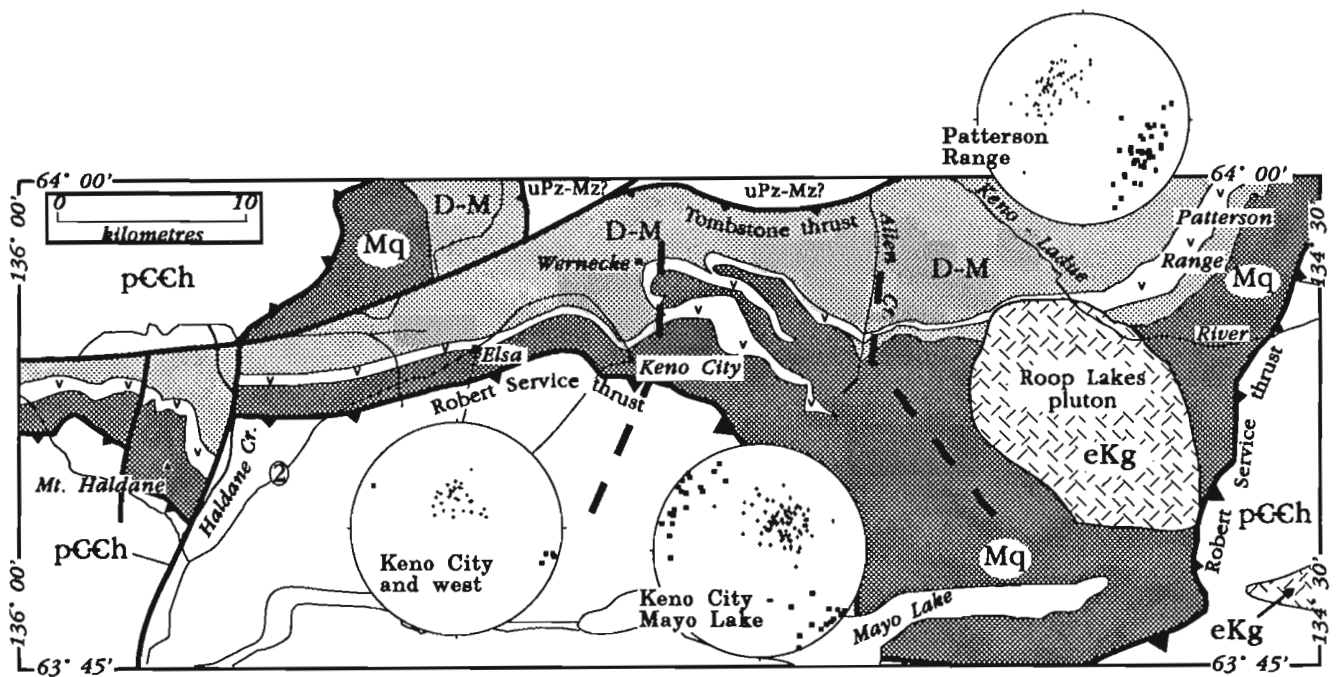 Patterson
Range
64° 00'
64° 00'
136° 00'
134° 30'
0 10
kilometres
uPz-Mz?
uPz-Mz?
D-M
D-M
D-M
Mq
Mq
Mq
Tombstone thrust
Wernecke
Allen Cr.
Keno - Ladue
River
Patterson
Range
v
v
v
p€€h
Elsa
Keno City
Robert Service thrust
Roop Lakes
pluton
eKg
Robert Service thrust
p€€h
Mt. Haldane
Haldane Cr.
2
p€€h
Keno City
and west
Keno City
Mayo Lake
Mayo Lake
eKg
136° 00'
134° 30'
63° 45'
63° 45'